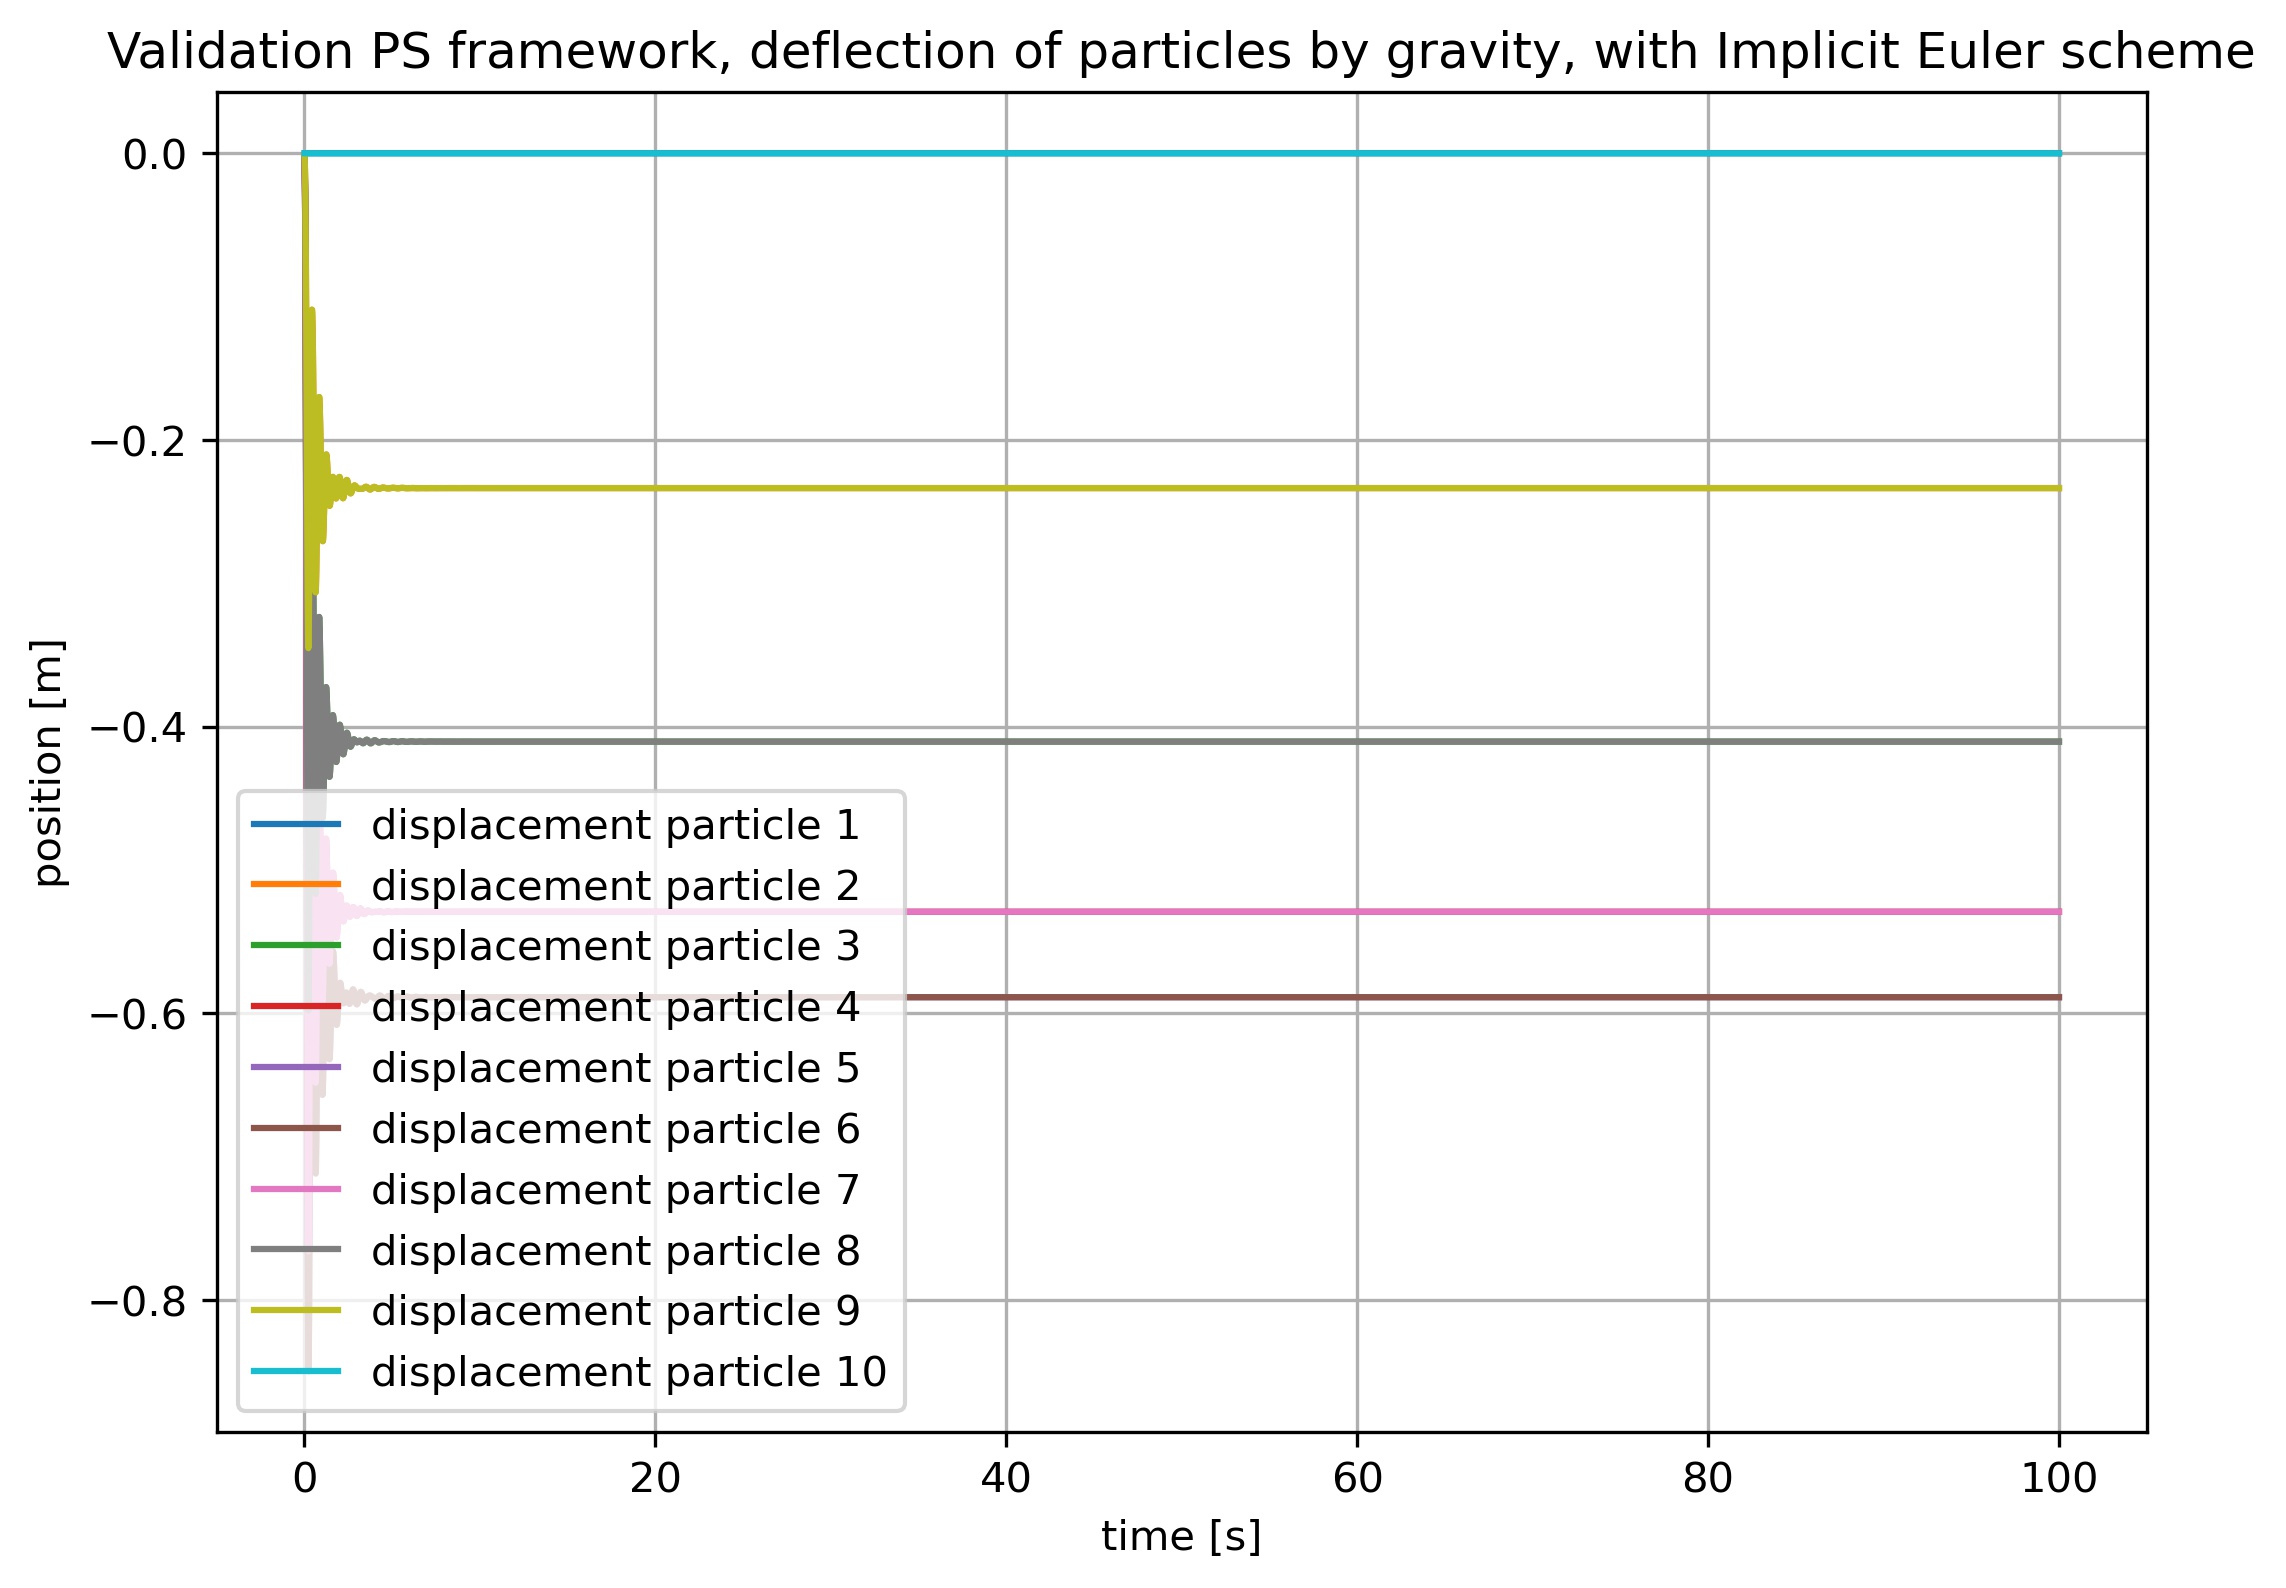 Validation PS framework, deflection of particles by gravity, with Implicit Euler scheme
position [m]
0.0
−0.2
−0.4
−0.6
−0.8
displacement particle 1
displacement particle 2
displacement particle 3
displacement particle 4
displacement particle 5
displacement particle 6
displacement particle 7
displacement particle 8
displacement particle 9
displacement particle 10
0 20 40 60 80 100
time [s]